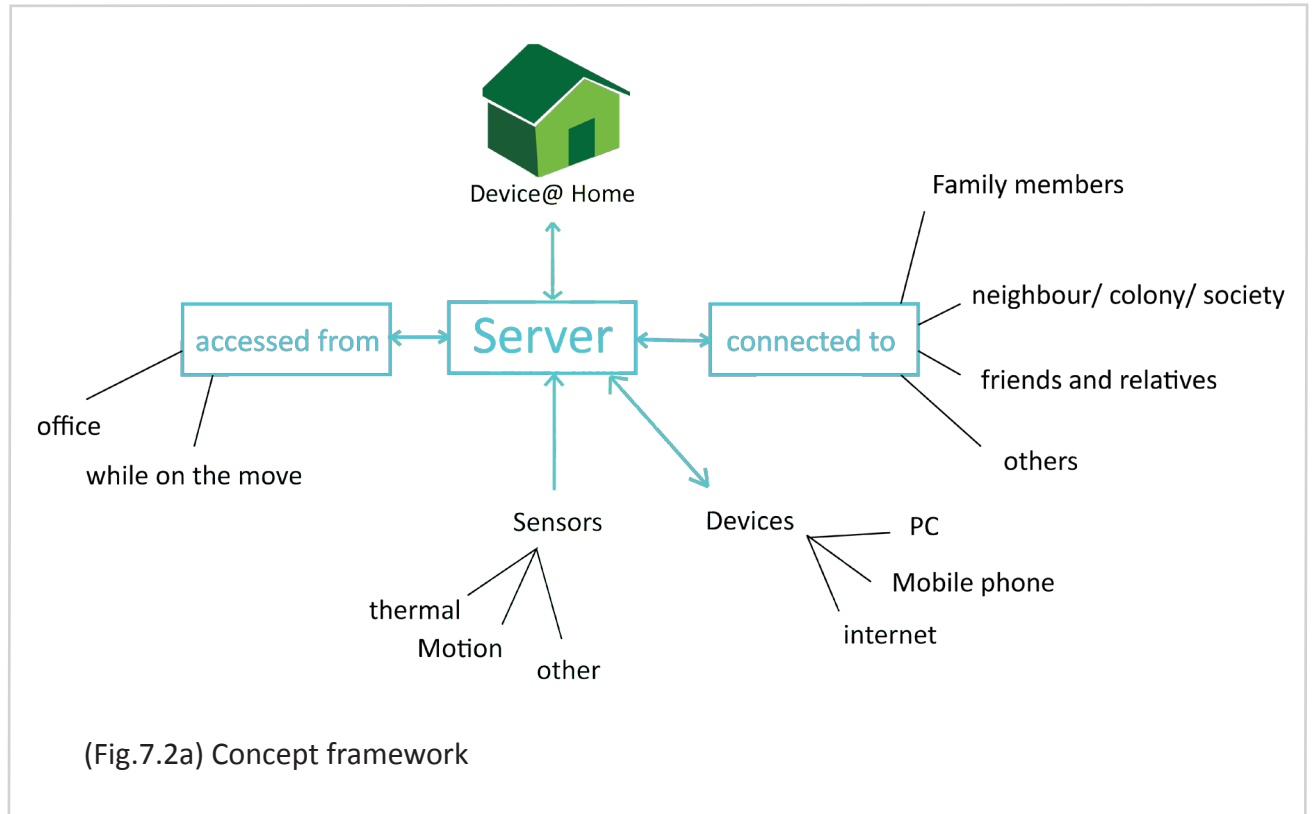 Device@ Home
Family members
neighbour/ colony/ society
accessed from
Server
connected to
friends and relatives
office
others
while on the move
Sensors
Devices
PC
Mobile phone
thermal
internet
Motion
other
(Fig.7.2a) Concept framework